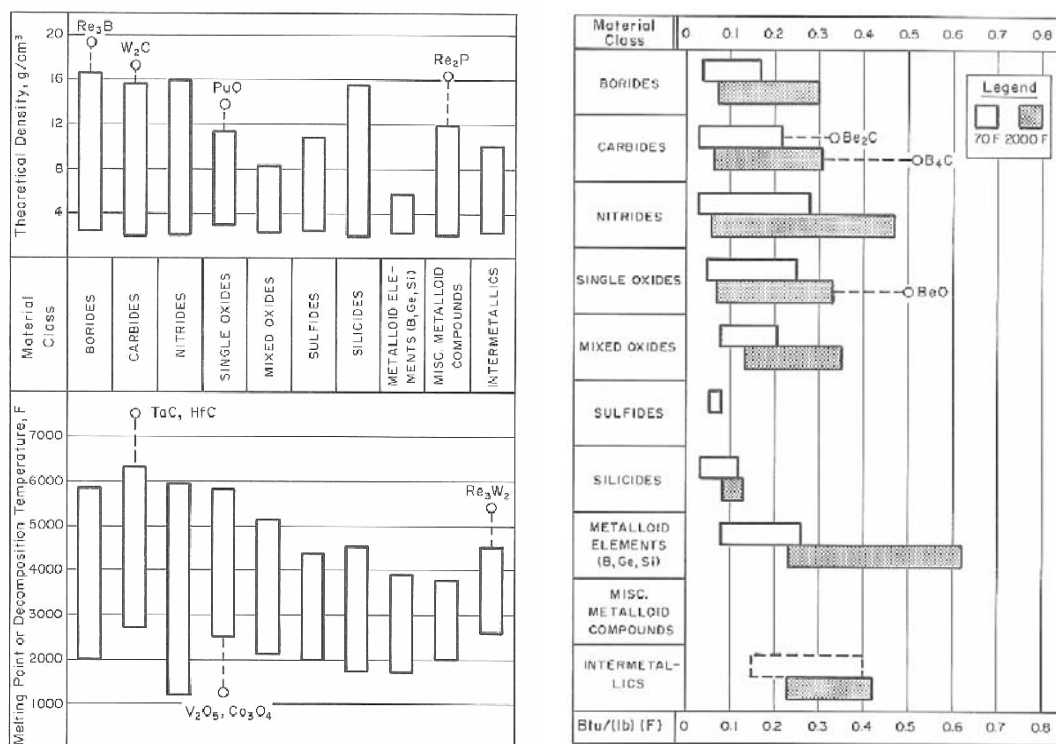 Theoretical Density, g/cm³
20
16
12
8
4
Re₃B
W₂C
PuO
Re₂P
Material
Class
BORIDES
CARBIDES
NITRIDES
SINGLE OXIDES
MIXED OXIDES
SULFIDES
SILICIDES
METALLOID ELE-
MENTS (B,Ge,Si)
MISC. METALLOID
COMPOUNDS
INTERMETALLICS
Melting Point or Decomposition Temperature, F
7000
6000
5000
4000
3000
2000
1000
TaC, HfC
Re₃W₂
V₂O₅, Co₃O₄
Material
Class
0 0.1 0.2 0.3 0.4 0.5 0.6 0.7 0.8
BORIDES
Legend
70 F 2000 F
CARBIDES
Be₂C
B₄C
NITRIDES
SINGLE OXIDES
BeO
MIXED OXIDES
SULFIDES
SILICIDES
METALLOID
ELEMENTS
(B,Ge,Si)
MISC.
METALLOID
COMPOUNDS
INTERMETAL-
LICS
Btu/(lb) (F) 0 0.1 0.2 0.3 0.4 0.5 0.6 0.7 0.8